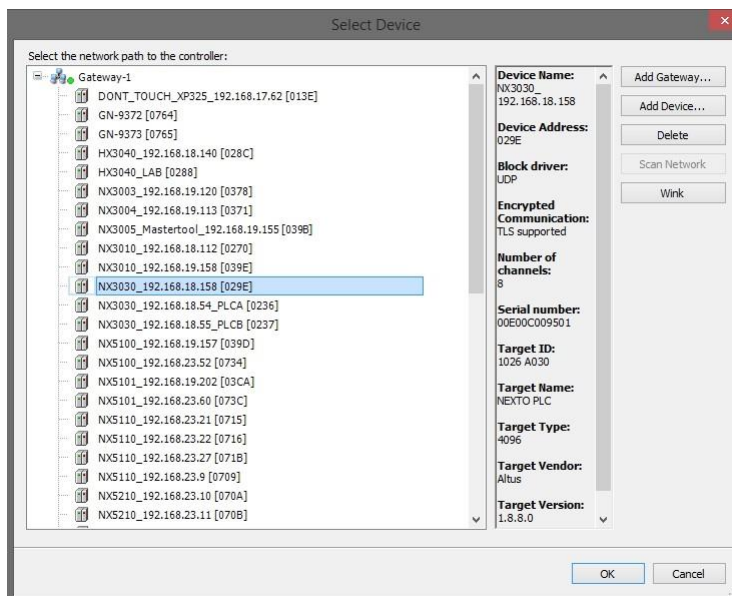 Select Device
Select the network path to the controller:
Gateway-1
DONT_TOUCH_XP325_192.168.17.62 [013E]
GN-9372 [0764]
GN-9373 [0765]
HX3040_192.168.18.140 [028C]
HX3040_LAB [0288]
NX3003_192.168.19.120 [0378]
NX3004_192.168.19.113 [0371]
NX3005_Mastertool_192.168.19.155 [039B]
NX3010_192.168.18.112 [0270]
NX3010_192.168.19.158 [039E]
NX3030_192.168.18.158 [029E]
NX3030_192.168.18.54_PLCA [0236]
NX3030_192.168.18.55_PLCB [0237]
NX5100_192.168.19.157 [039D]
NX5100_192.168.23.52 [0734]
NX5101_192.168.19.202 [03CA]
NX5101_192.168.23.60 [073C]
NX5110_192.168.23.21 [0715]
NX5110_192.168.23.22 [0716]
NX5110_192.168.23.27 [071B]
NX5110_192.168.23.9 [0709]
NX5210_192.168.23.10 [070A]
NX5210_192.168.23.11 [070B]
Device Name:
NX3030_
192.168.18.158
Device Address:
029E
Block driver:
UDP
Encrypted
Communication:
TLS supported
Number of
channels:
8
Serial number:
00E00C009501
Target ID:
1026 A030
Target Name:
NEXTO PLC
Target Type:
4096
Target Vendor:
Altus
Target Version:
1.8.8.0
Add Gateway...
Add Device...
Delete
Scan Network
Wink
OK
Cancel